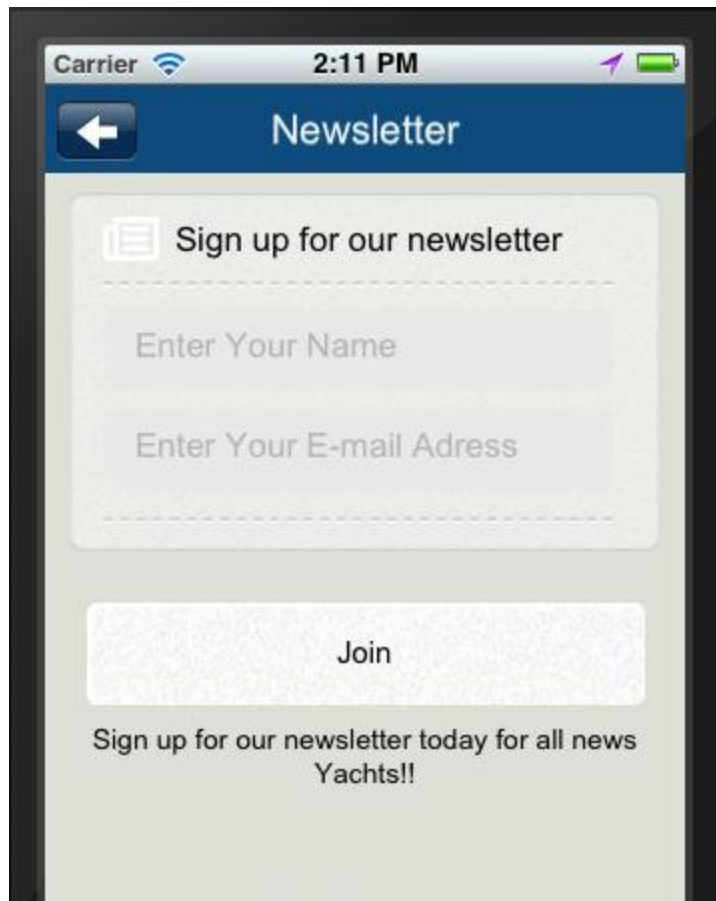 Carrier 2:11 PM
Newsletter
Sign up for our newsletter
Enter Your Name
Enter Your E-mail Adress
Join
Sign up for our newsletter today for all news
Yachts!!